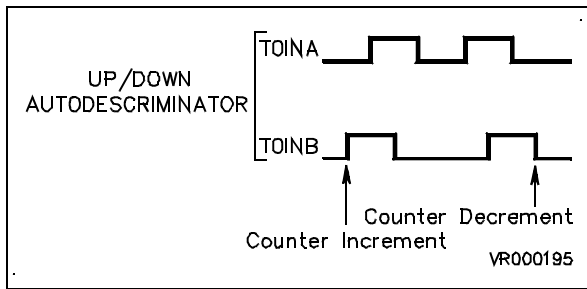 TOINA
UP/DOWN
AUTODESCRIMINATOR
TOINB
Counter Decrement
Counter Increment
VR000195